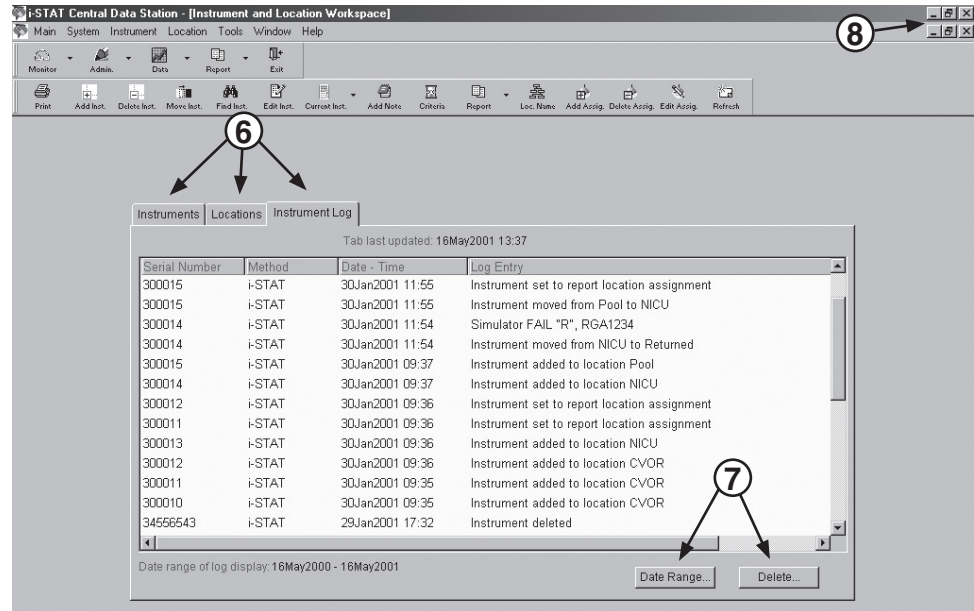 i-STAT Central Data Station - [Instrument and Location Workspace]
Main System Instrument Location Tools Window Help
8
Monitor Admin. Data Report Exit
Print Add Inst. Delete Inst. Move Inst. Find Inst. Edit Inst. Current Inst. Add Note Criteria Report Loc. Name Add Assig. Delete Assig. Edit Assig. Refresh
6
Instruments Locations Instrument Log
Tab last updated: 16May2001 13:37
Serial Number Method Date - Time Log Entry
300015 i-STAT 30Jan2001 11:55 Instrument set to report location assignment
300015 i-STAT 30Jan2001 11:55 Instrument moved from Pool to NICU
300014 i-STAT 30Jan2001 11:54 Simulator FAIL "R", RGA1234
300014 i-STAT 30Jan2001 11:54 Instrument moved from NICU to Returned
300015 i-STAT 30Jan2001 09:37 Instrument added to location Pool
300014 i-STAT 30Jan2001 09:37 Instrument added to location NICU
300012 i-STAT 30Jan2001 09:36 Instrument set to report location assignment
300011 i-STAT 30Jan2001 09:36 Instrument set to report location assignment
300013 i-STAT 30Jan2001 09:36 Instrument added to location NICU
300012 i-STAT 30Jan2001 09:36 Instrument added to location CVOR
300011 i-STAT 30Jan2001 09:35 Instrument added to location CVOR
300010 i-STAT 30Jan2001 09:35 Instrument added to location CVOR
34556543 i-STAT 29Jan2001 17:32 Instrument deleted
7
Date range of log display: 16May2000 - 16May2001
Date Range... Delete...